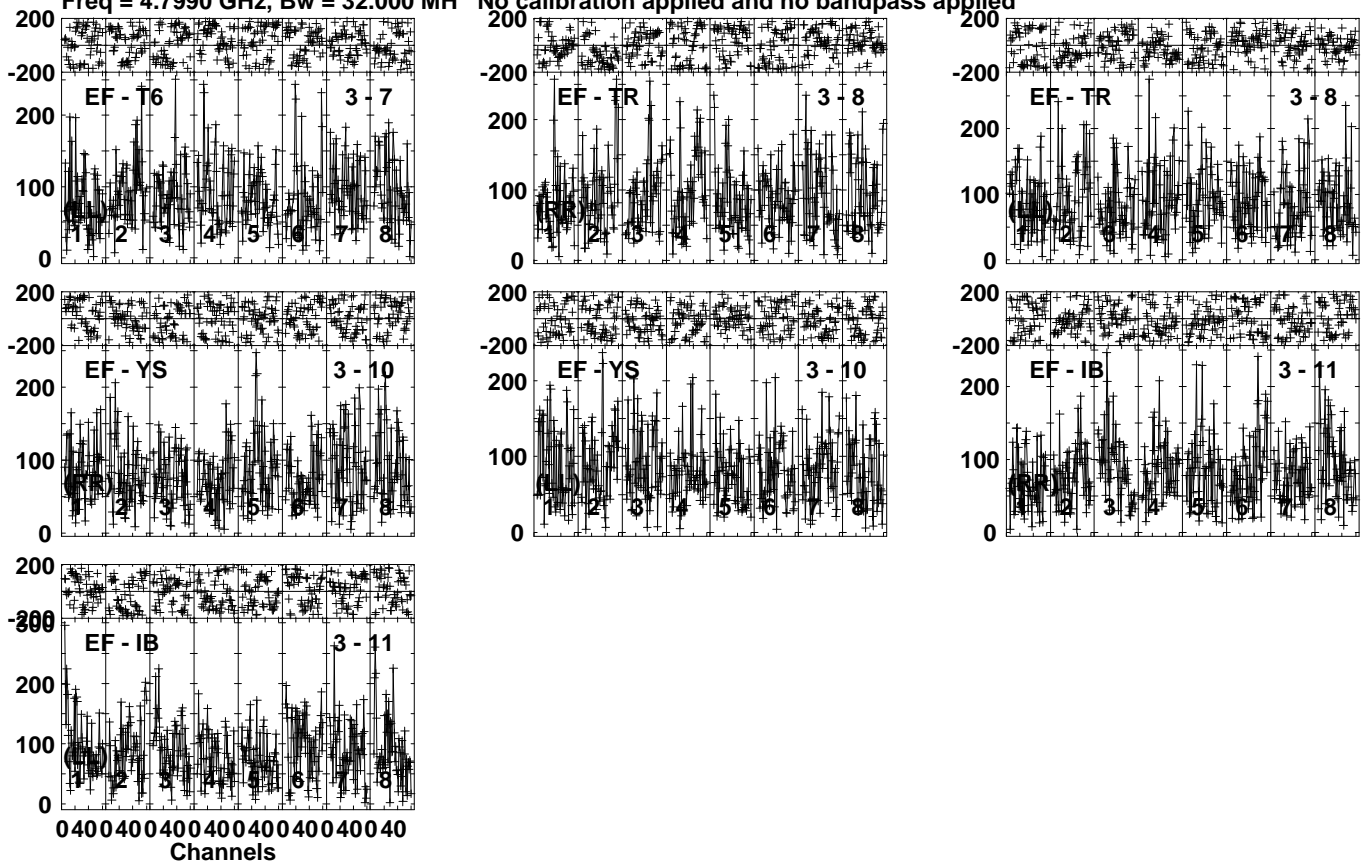 Freq = 4.7990 GHz, Bw = 32.000 MH No calibration applied and no bandpass applied
200
-200
EF - T6 3 - 7
200
100
0
(LL)
1 2 3 4 5 6 7 8
200
-200
EF - TR 3 - 8
200
100
0
(RR)
1 2 3 4 5 6 7 8
200
-200
EF - TR 3 - 8
200
100
0
(LL)
1 2 3 4 5 6 7 8
200
-200
EF - YS 3 - 10
200
100
0
(RR)
1 2 3 4 5 6 7 8
200
-200
EF - YS 3 - 10
200
100
0
(LL)
1 2 3 4 5 6 7 8
200
-200
EF - IB 3 - 11
200
100
0
(RR)
1 2 3 4 5 6 7 8
200
-200
300
EF - IB 3 - 11
200
100
0
(LL)
1 2 3 4 5 6 7 8
0 40 0 40 0 40 0 40 0 40 0 40 0 40 0 40
Channels